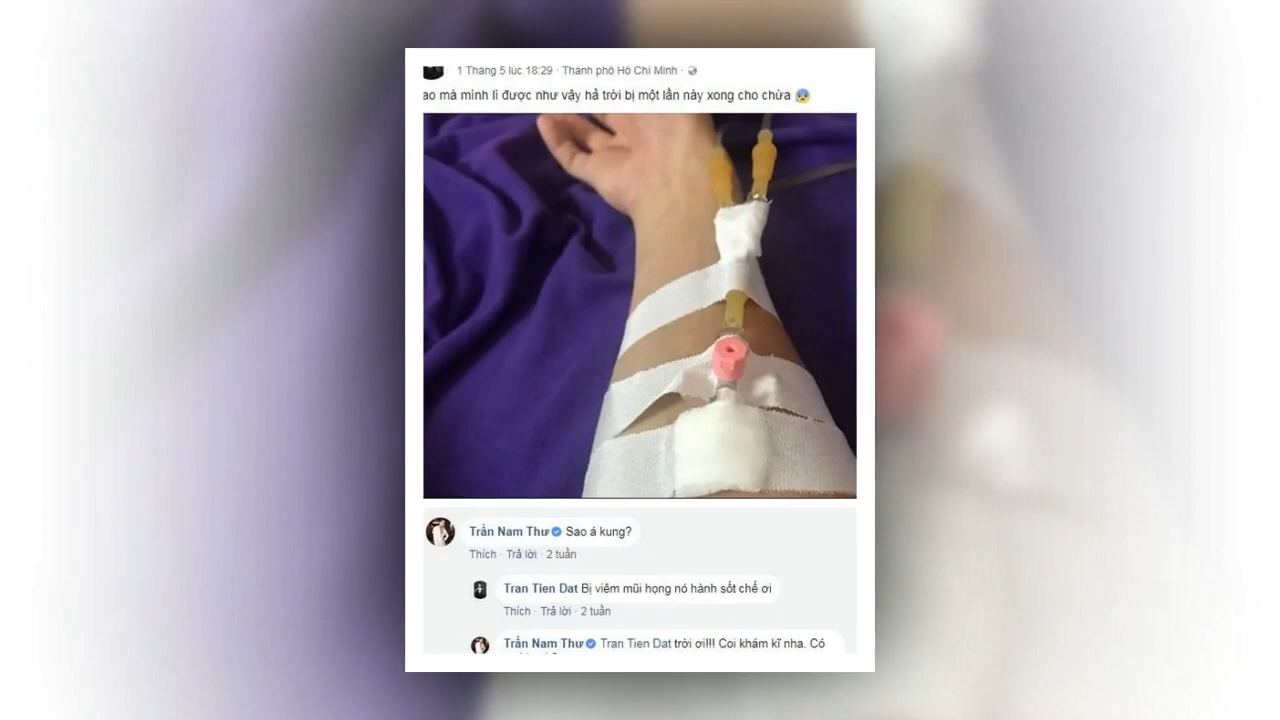 1 Tháng 5 lúc 18:29 · Thành phố Hồ Chí Minh ·
ao mà mình lì được như vậy hả trời bị một lần này xong cho chừa 😰
Trần Nam Thư Sao á kung?
Thích · Trả lời · 2 tuần
Tran Tien Dat Bị viêm mũi họng nó hành sốt chế ơi
Thích · Trả lời · 2 tuần
Trần Nam Thư Tran Tien Dat trời ơi!!! Coi khám kĩ nha. Có